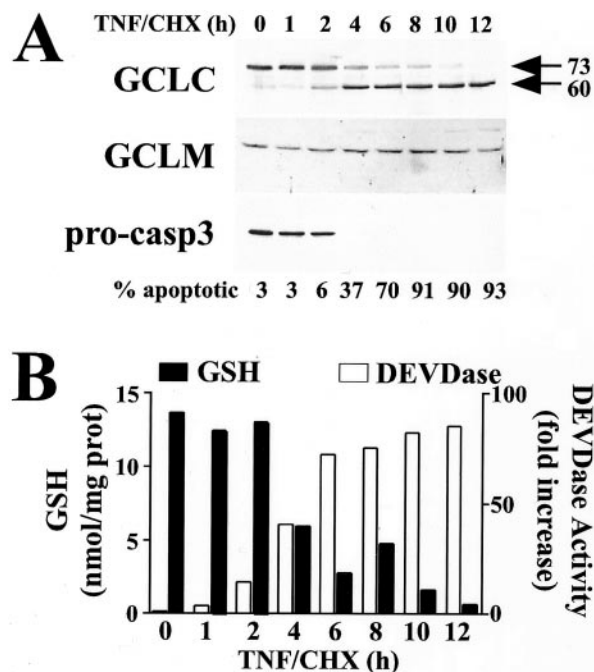 A
TNF/CHX (h) 0 1 2 4 6 8 10 12
GCLC
73
60
GCLM
pro-casp3
% apoptotic 3 3 6 37 70 91 90 93
B
GSH DEVDase
15 100
10
50
5
0 0
GSH
(nmol/mg prot)
DEVDase Activity
(fold increase)
0 1 2 4 6 8 10 12
TNF/CHX (h)